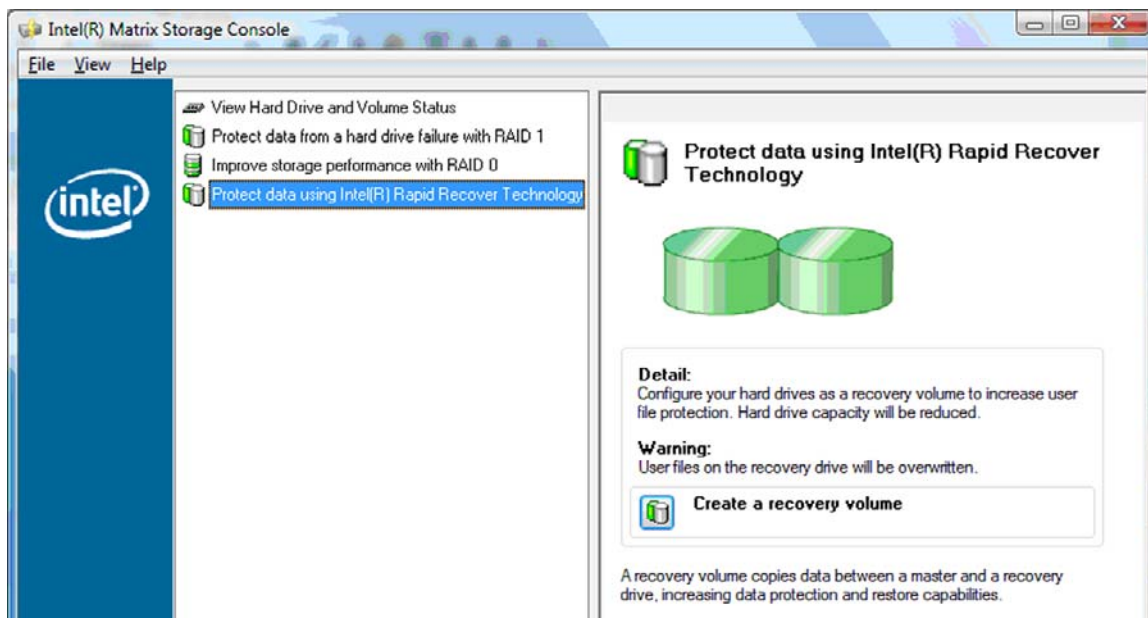 Intel(R) Matrix Storage Console
File View Help
intel
View Hard Drive and Volume Status
Protect data from a hard drive failure with RAID 1
Improve storage performance with RAID 0
Protect data using Intel(R) Rapid Recover Technology
Protect data using Intel(R) Rapid Recover
Technology
Detail:
Configure your hard drives as a recovery volume to increase user
file protection. Hard drive capacity will be reduced.
Warning:
User files on the recovery drive will be overwritten.
Create a recovery volume
A recovery volume copies data between a master and a recovery
drive, increasing data protection and restore capabilities.